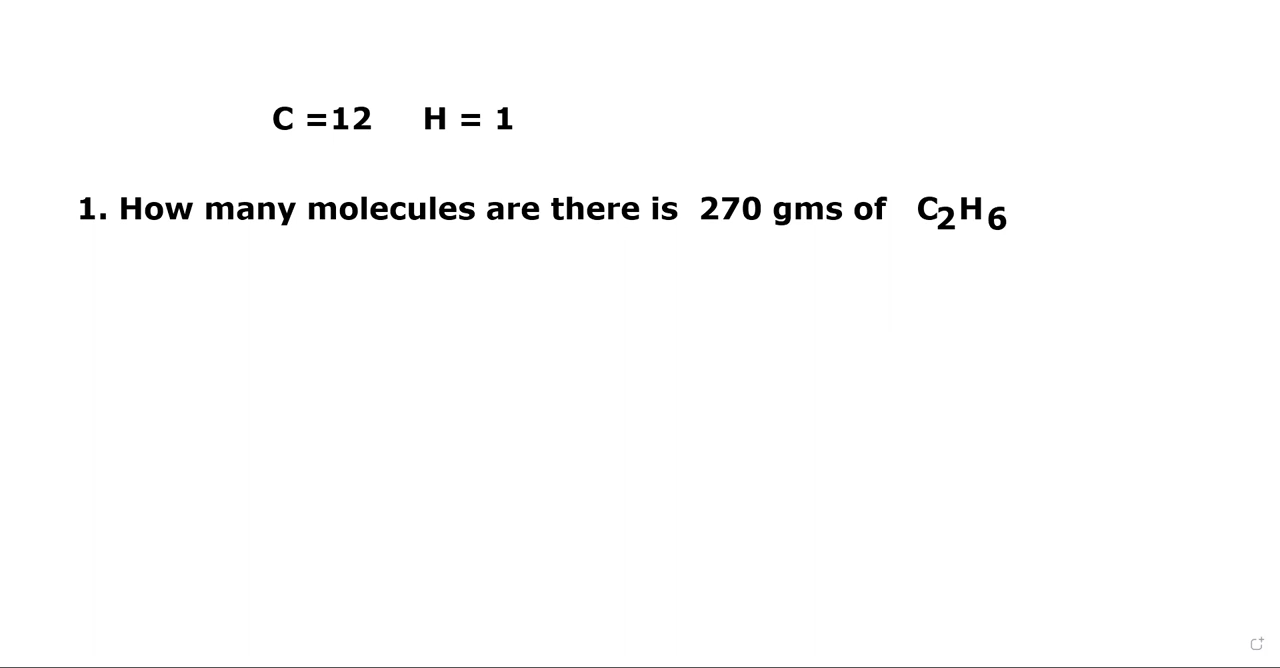 C =12 H = 1
1. How many molecules are there is 270 gms of C₂H₆